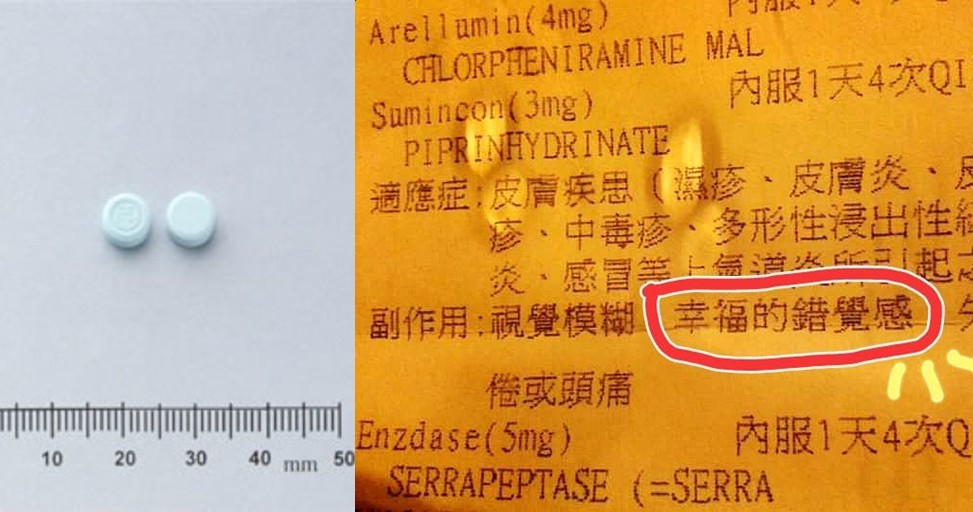 10 20 30 40 mm 50
Arellumin(4mg)
CHLORPHENIRAMINE MAL
內服1天4次QI
Sumincon(3mg)
PIPRINHYDRINATE
適應症:皮膚疾患(濕疹、皮膚炎、皮
疹、中毒疹、多形性浸出性紅
炎、感冒等上氣道炎所引起之
副作用:視覺模糊 幸福的錯覺感
倦或頭痛
Enzdase(5mg) 內服1天4次Q
SERRAPEPTASE (=SERRA